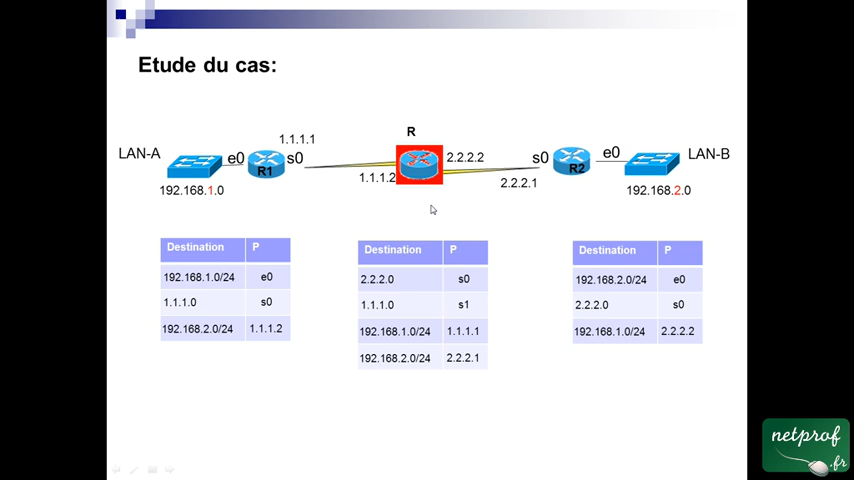 Etude du cas:
R
1.1.1.1
LAN-A
e0
s0
R1
2.2.2.2
1.1.1.2
s0
e0
R2
LAN-B
2.2.2.1
192.168.1.0
192.168.2.0
Destination P
192.168.1.0/24 e0
1.1.1.0 s0
192.168.2.0/24 1.1.1.2
Destination P
2.2.2.0 s0
1.1.1.0 s1
192.168.1.0/24 1.1.1.1
192.168.2.0/24 2.2.2.1
Destination P
192.168.2.0/24 e0
2.2.2.0 s0
192.168.1.0/24 2.2.2.2
netprof
.fr